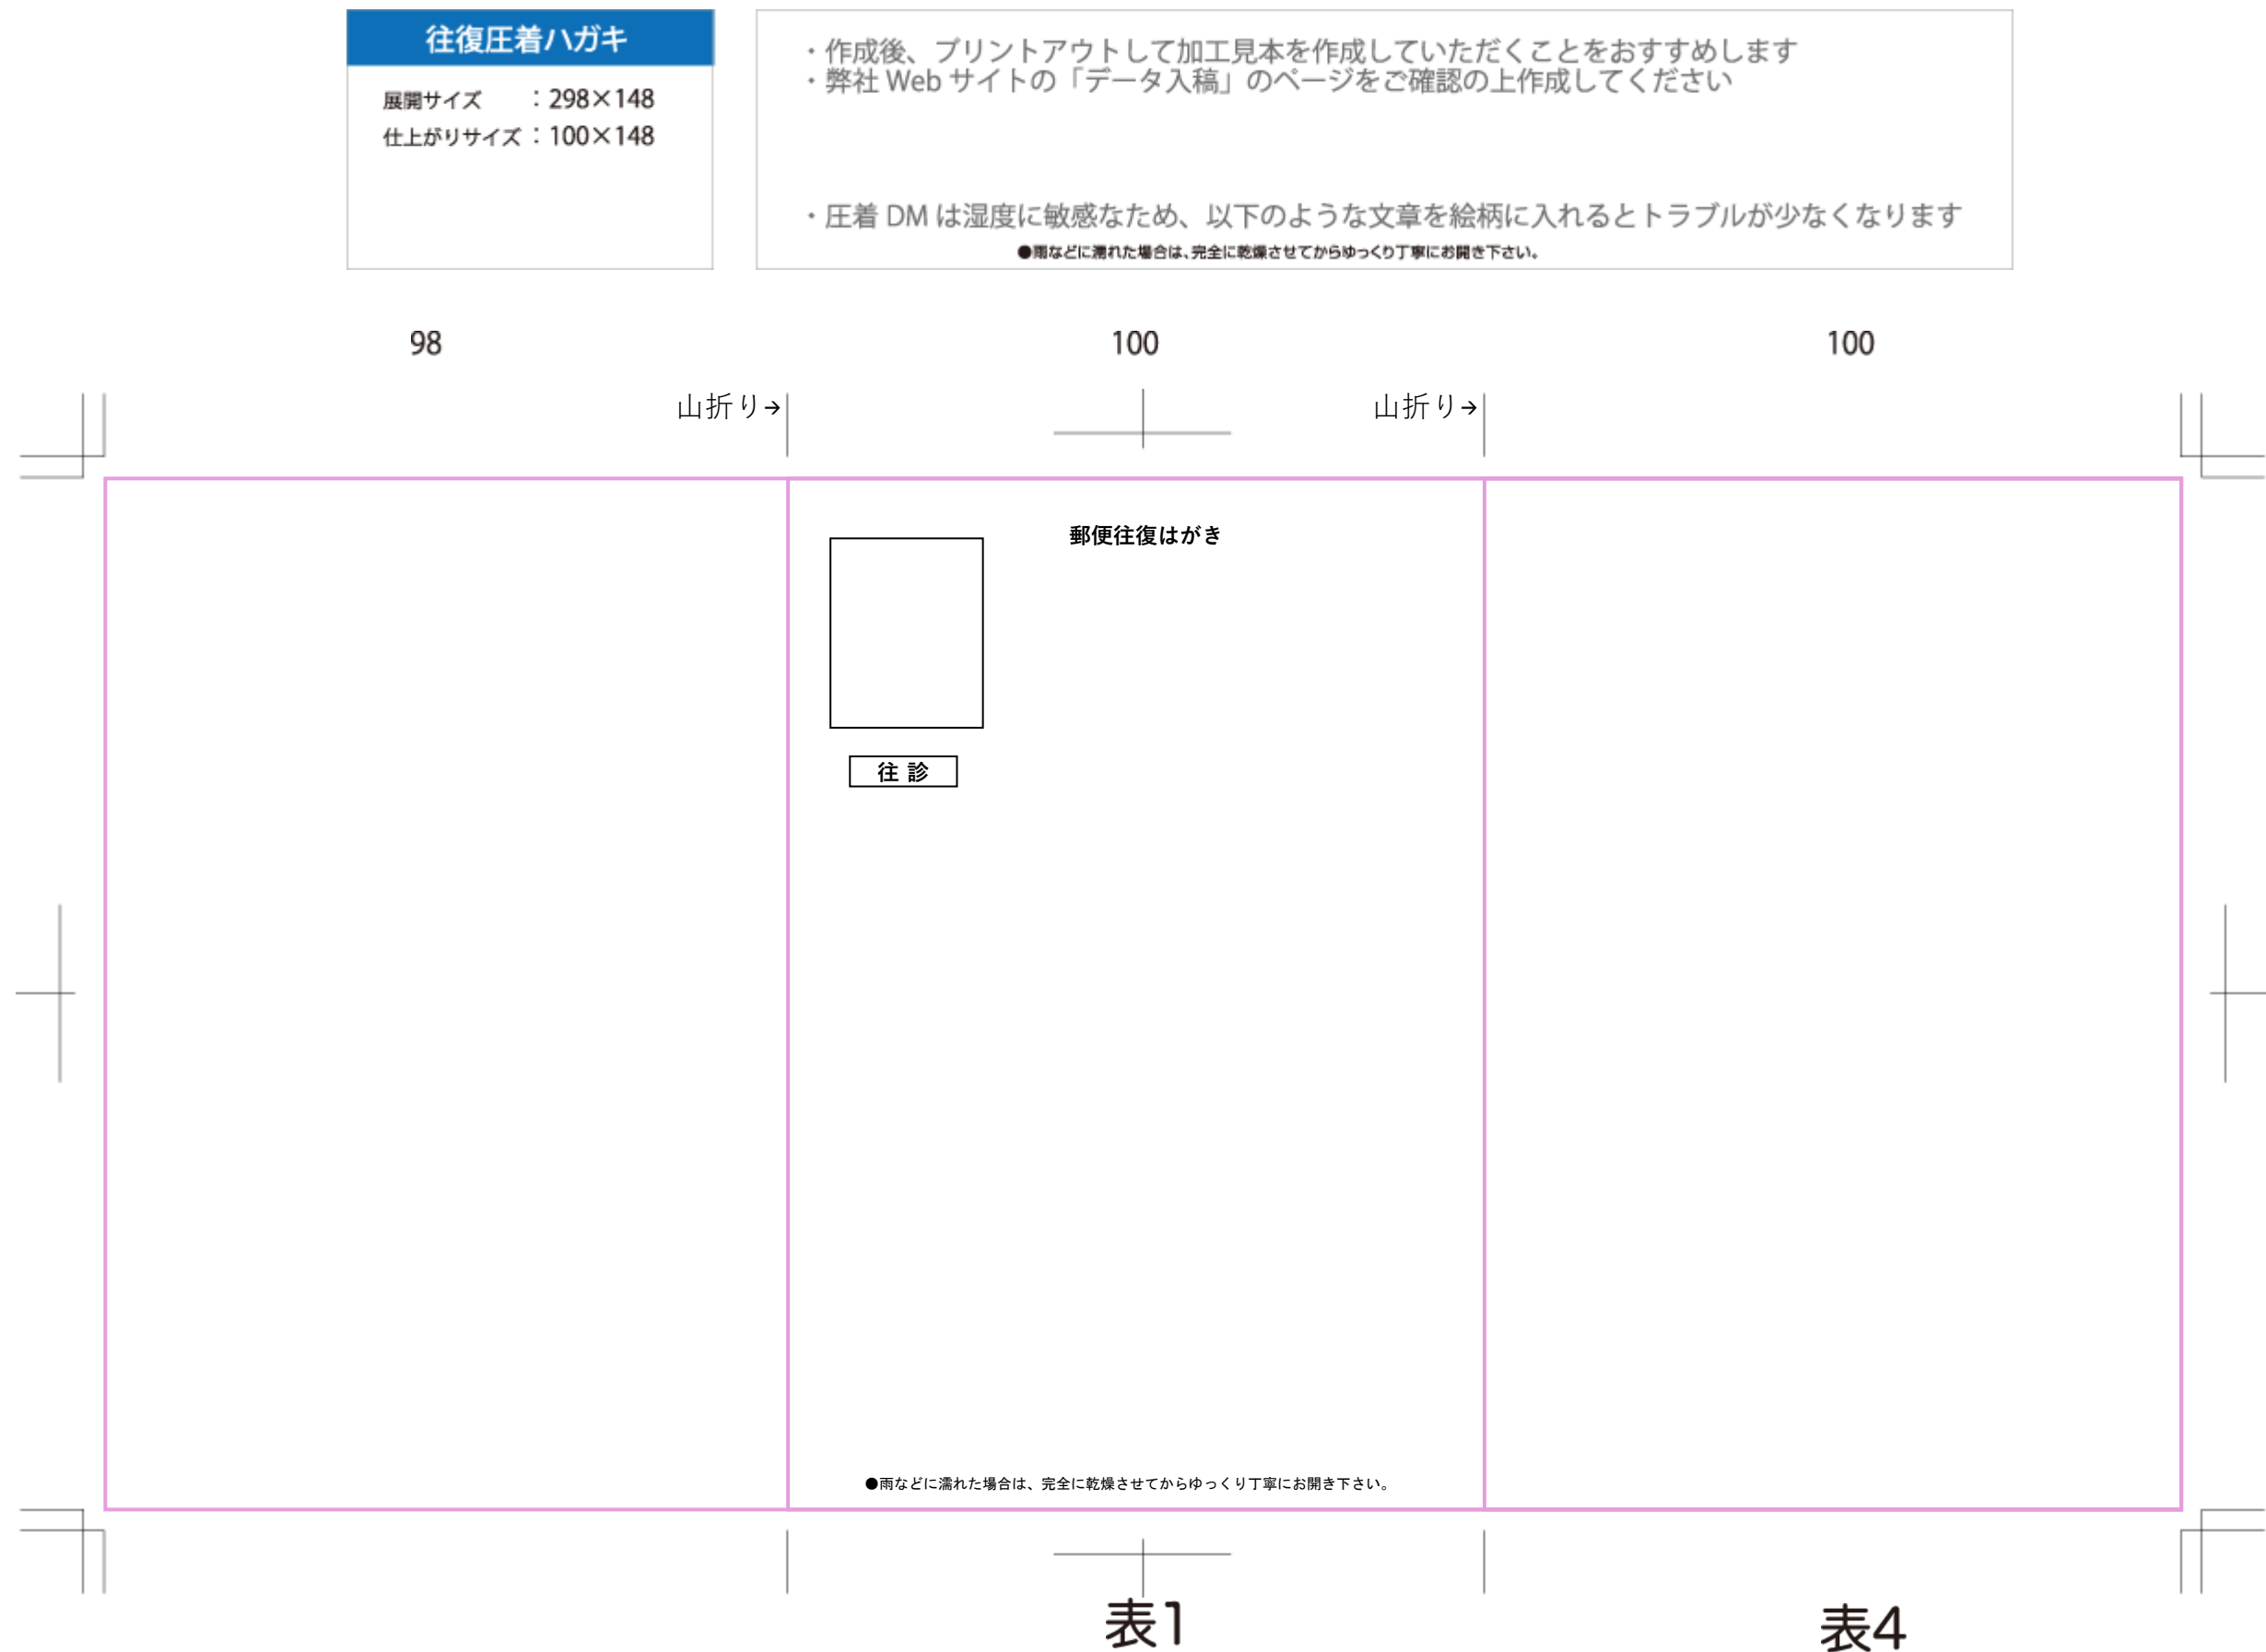 往復圧着ハガキ
展開サイズ ：298×148
仕上がりサイズ：100×148
・作成後、プリントアウトして加工見本を作成していただくことをおすすめします
・弊社 Web サイトの「データ入稿」のページをご確認の上作成してください
・圧着 DM は湿度に敏感なため、以下のような文章を絵柄に入れるとトラブルが少なくなります
●雨などに濡れた場合は、完全に乾燥させてからゆっくり丁寧にお開き下さい。
98
100
100
山折り→
山折り→
郵便往復はがき
往 診
●雨などに濡れた場合は、完全に乾燥させてからゆっくり丁寧にお開き下さい。
表1
表4